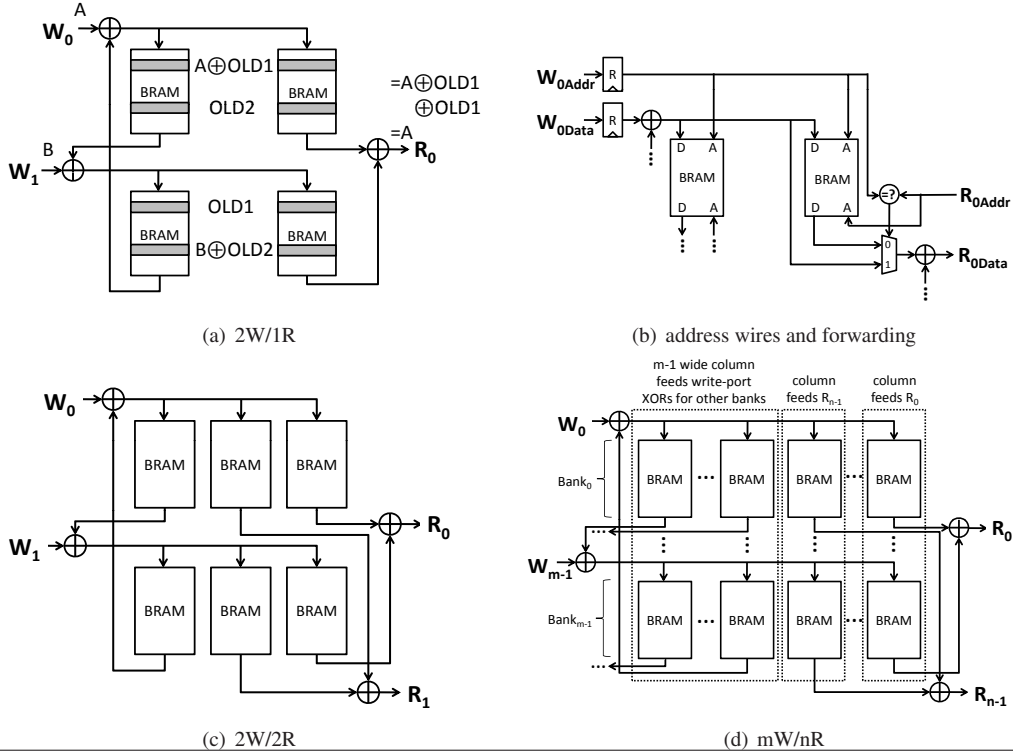 A
W0
A⊕OLD1
BRAM
BRAM
OLD2
=A⊕OLD1
⊕OLD1
=A
R0
B
W1
OLD1
BRAM
BRAM
B⊕OLD2
(a) 2W/1R
W0Addr
R
W0Data
R
D A
D A
BRAM
BRAM
D A
D A
=?
R0Addr
0
1
R0Data
(b) address wires and forwarding
W0
BRAM
BRAM
BRAM
R0
W1
BRAM
BRAM
BRAM
R1
(c) 2W/2R
m-1 wide column
feeds write-port
XORs for other banks
column
feeds Rn-1
column
feeds R0
W0
Bank0
BRAM
...
BRAM
BRAM
...
BRAM
R0
Wm-1
Bankm-1
BRAM
...
BRAM
BRAM
...
BRAM
Rn-1
(d) mW/nR